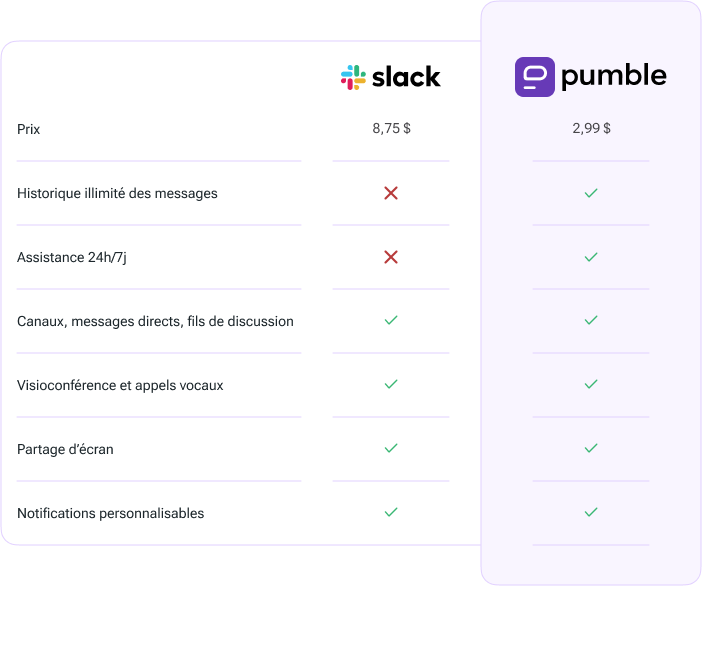 slack
pumble
Prix 8,75 $ 2,99 $
Historique illimité des messages
Assistance 24h/7j
Canaux, messages directs, fils de discussion
Visioconférence et appels vocaux
Partage d’écran
Notifications personnalisables